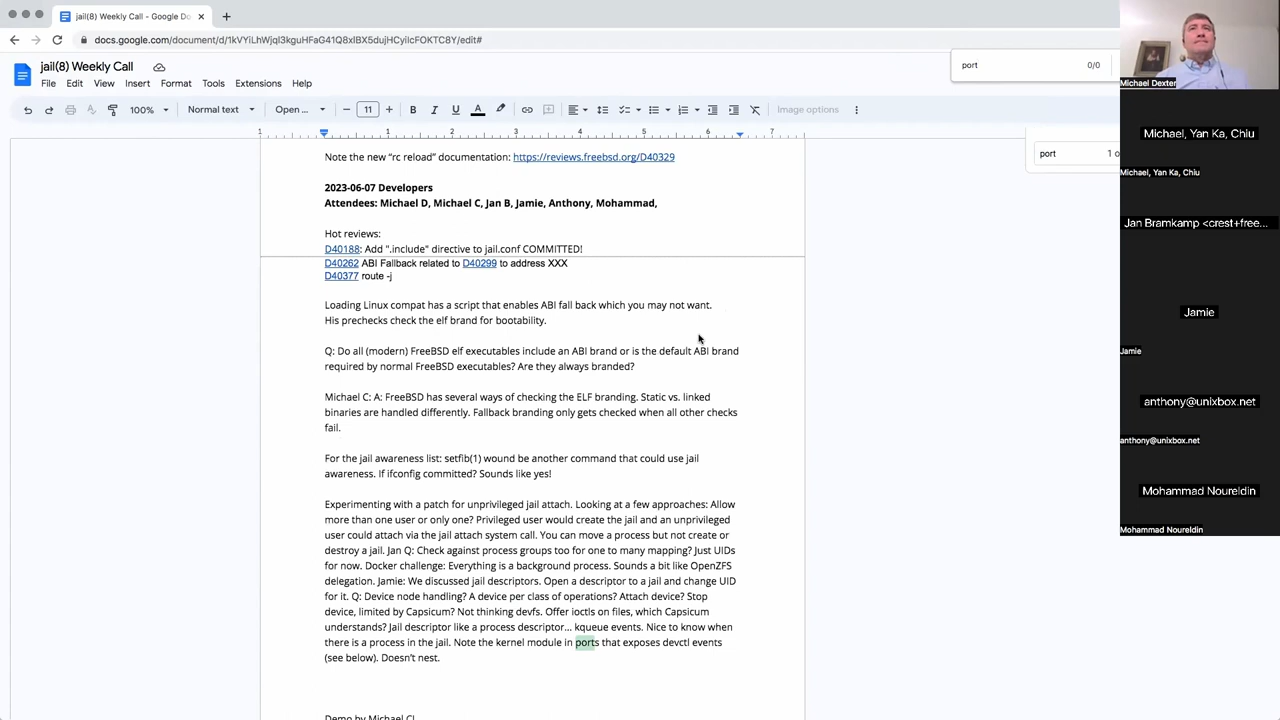 jail(8) Weekly Call - Google Do
docs.google.com/document/d/1kVYiLhWjql3kguHFaG41Q8xIBX5dujHCyilcFOKTC8Y/edit#
jail(8) Weekly Call
File Edit View Insert Format Tools Extensions Help
port 0/0
100% Normal text Open ... 11 Image options
1 1 2 3 4 5 6 7
port 1 o
Note the new "rc reload" documentation: https://reviews.freebsd.org/D40329
2023-06-07 Developers
Attendees: Michael D, Michael C, Jan B, Jamie, Anthony, Mohammad,
Hot reviews:
D40188: Add ".include" directive to jail.conf COMMITTED!
D40262 ABI Fallback related to D40299 to address XXX
D40377 route -j
Loading Linux compat has a script that enables ABI fall back which you may not want.
His prechecks check the elf brand for bootability.
Q: Do all (modern) FreeBSD elf executables include an ABI brand or is the default ABI brand
required by normal FreeBSD executables? Are they always branded?
Michael C: A: FreeBSD has several ways of checking the ELF branding. Static vs. linked
binaries are handled differently. Fallback branding only gets checked when all other checks
fail.
For the jail awareness list: setfib(1) wound be another command that could use jail
awareness. If ifconfig committed? Sounds like yes!
Experimenting with a patch for unprivileged jail attach. Looking at a few approaches: Allow
more than one user or only one? Privileged user would create the jail and an unprivileged
user could attach via the jail attach system call. You can move a process but not create or
destroy a jail. Jan Q: Check against process groups too for one to many mapping? Just UIDs
for now. Docker challenge: Everything is a background process. Sounds a bit like OpenZFS
delegation. Jamie: We discussed jail descriptors. Open a descriptor to a jail and change UID
for it. Q: Device node handling? A device per class of operations? Attach device? Stop
device, limited by Capsicum? Not thinking devfs. Offer ioctls on files, which Capsicum
understands? Jail descriptor like a process descriptor... kqueue events. Nice to know when
there is a process in the jail. Note the kernel module in ports that exposes devctl events
(see below). Doesn't nest.
Demo by Michael C!
Michael Dexter
Michael, Yan Ka, Chiu
Michael, Yan Ka, Chiu
Jan Bramkamp <crest+free...
Jamie
Jamie
anthony@unixbox.net
anthony@unixbox.net
Mohammad Noureldin
Mohammad Noureldin